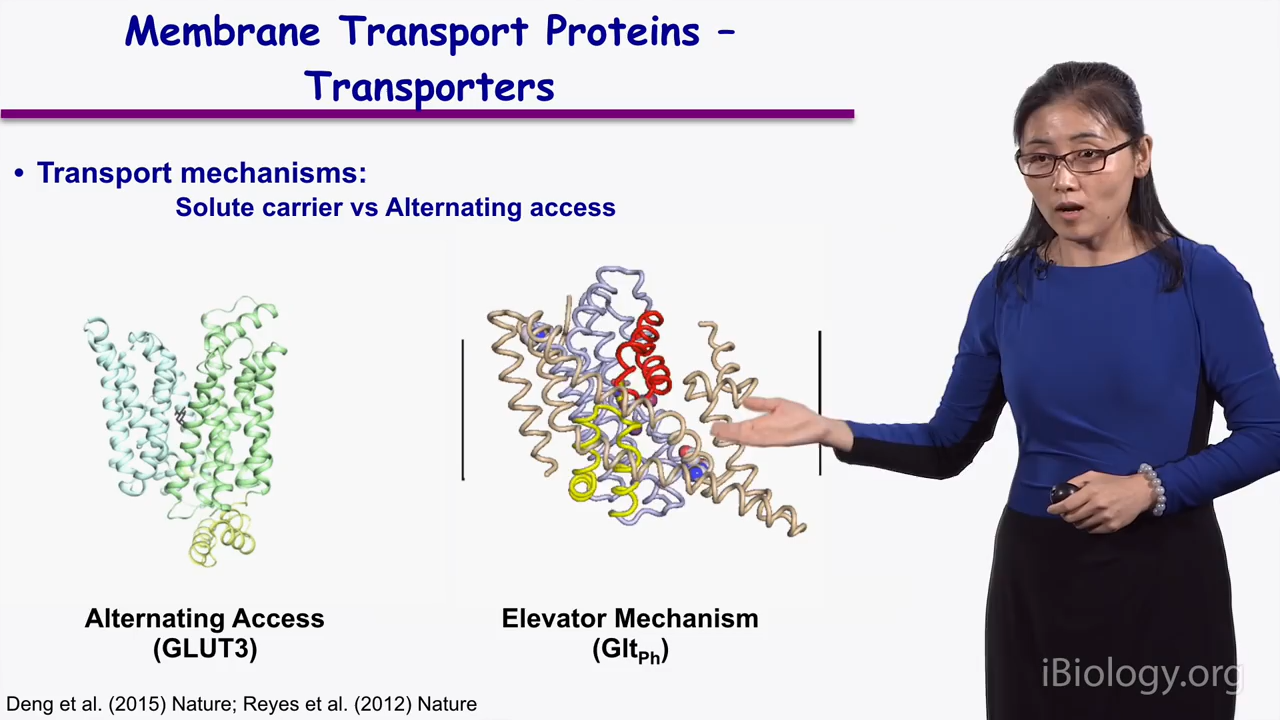 Membrane Transport Proteins –
Transporters
• Transport mechanisms:
Solute carrier vs Alternating access
Alternating Access
(GLUT3)
Elevator Mechanism
(GltPh)
Deng et al. (2015) Nature; Reyes et al. (2012) Nature
iBiology.org